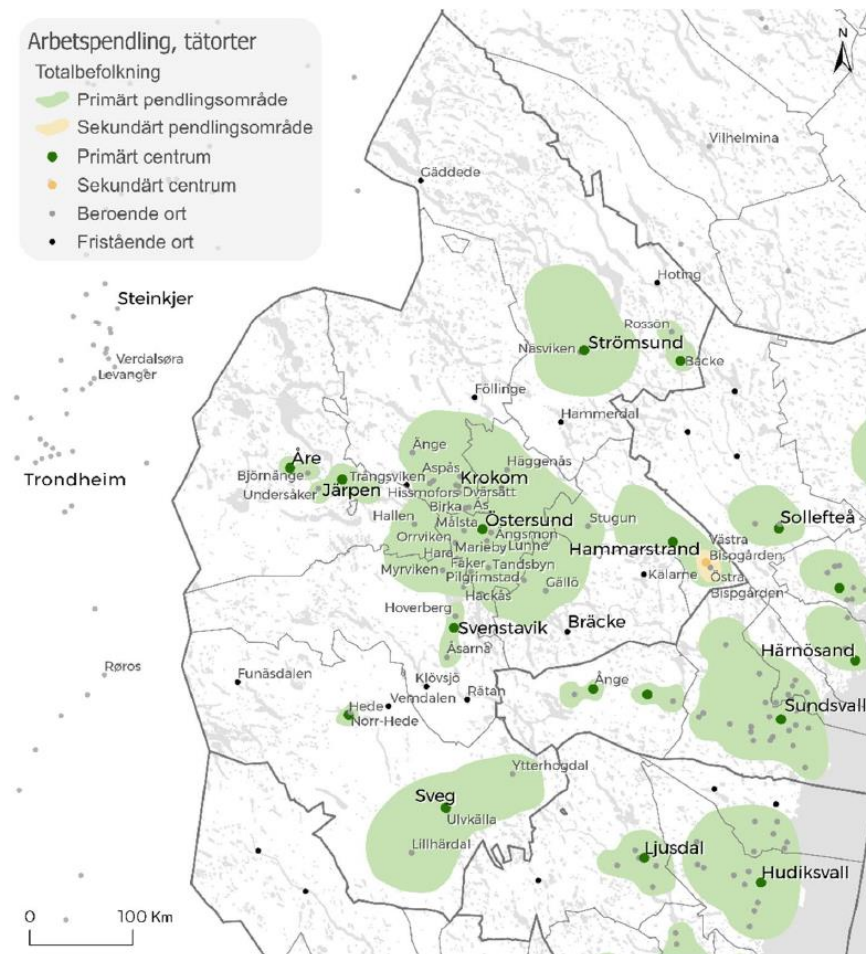 Arbetspendling, tätorter
Totalbefolkning
Primärt pendlingsområde
Sekundärt pendlingsområde
Primärt centrum
Sekundärt centrum
Beroende ort
Fristående ort
N
Vilhelmina
Gäddede
Hoting
Steinkjer
Rossön
Strömsund
Näsviken
Backe
Verdalsøra
Levanger
Föllinge
Hammerdal
Änge
Åre
Häggenås
Aspås
Krokom
Trondheim
Björnänge
Trångsviken
Undersåker
Järpen
Hissmofors
Dvärsätt
Birka
Ås
Hallen
Målsta
Östersund
Stugun
Sollefteå
Orrviken
Ängsmon
Hara
Marieby
Lunne
Hammarstrand
Västra
Bispgården
Myrviken
Fåker
Tandsbyn
Kälarne
Östra
Bispgården
Pilgrimstad
Gällö
Hackås
Hoverberg
Svenstavik
Bräcke
Härnösand
Åsarna
Røros
Funäsdalen
Klövsjö
Rätan
Ånge
Hede
Vemdalen
Norr-Hede
Sundsvall
Ytterhogdal
Sveg
Ulvkälla
Lillhärdal
Ljusdal
Hudiksvall
0
100 Km